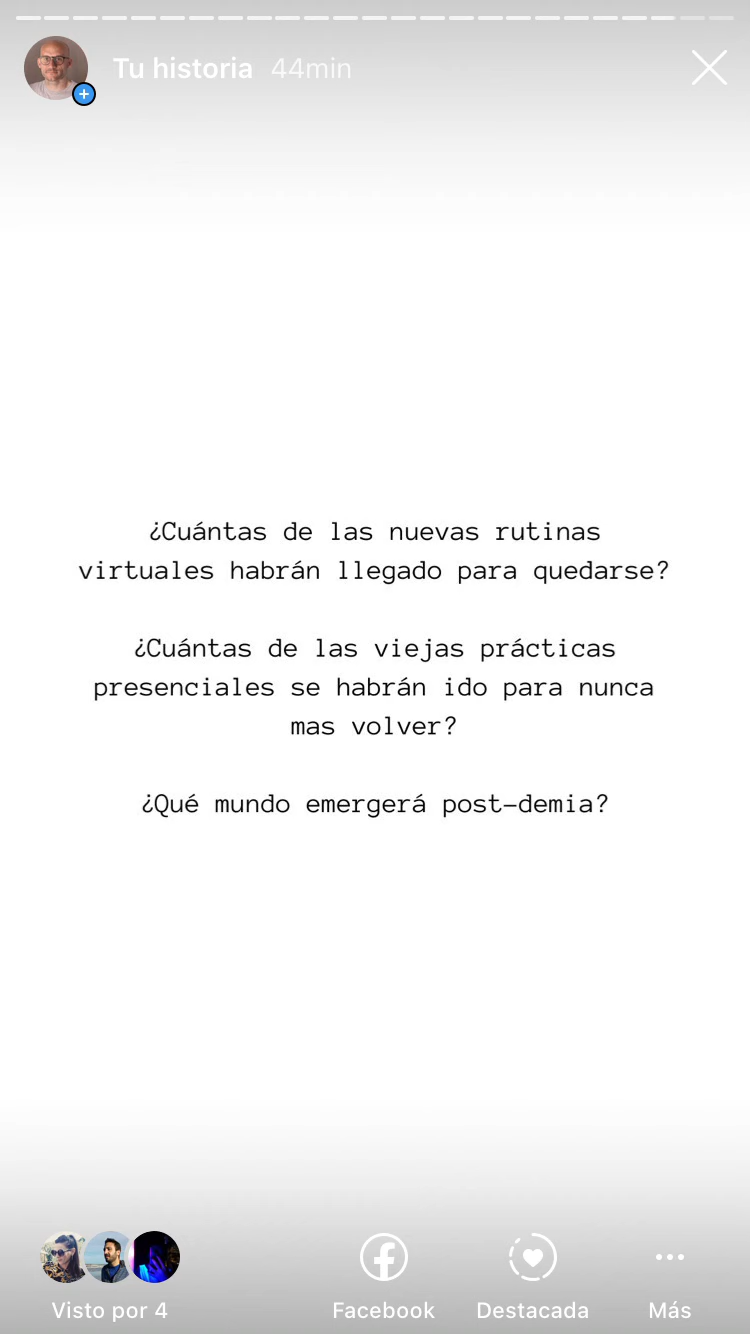 Tu historia 44min
¿Cuántas de las nuevas rutinas
virtuales habrán llegado para quedarse?
¿Cuántas de las viejas prácticas
presenciales se habrán ido para nunca
mas volver?
¿Qué mundo emergerá post-demia?
Visto por 4 Facebook Destacada Más